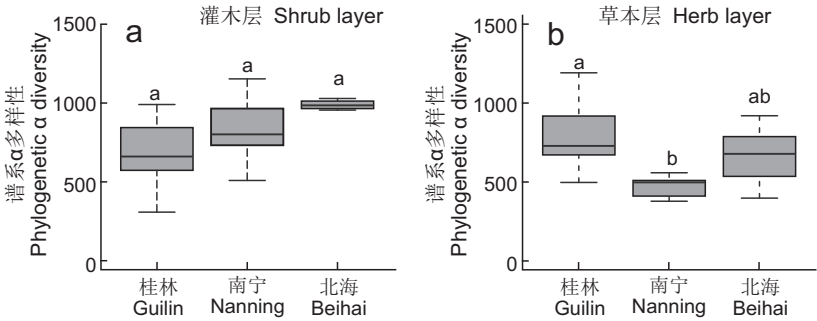 a
灌木层 Shrub layer
谱系α多样性
Phylogenetic α diversity
1500
1000
500
0
a
a
a
桂林
Guilin
南宁
Nanning
北海
Beihai
b
草本层 Herb layer
谱系α多样性
Phylogenetic α diversity
1500
1000
500
0
a
b
ab
桂林
Guilin
南宁
Nanning
北海
Beihai